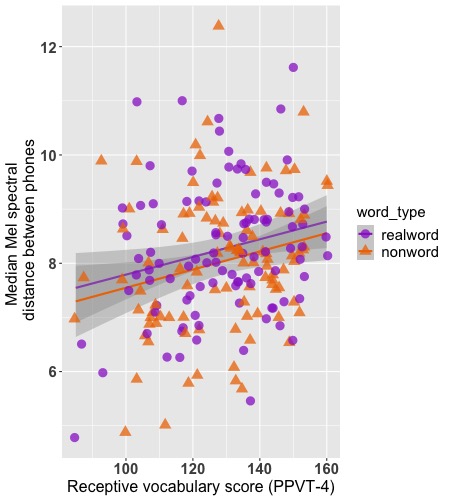 Median Mel spectral
distance between phones
12
10
8
6
100 120 140 160
Receptive vocabulary score (PPVT-4)
word_type
realword
nonword